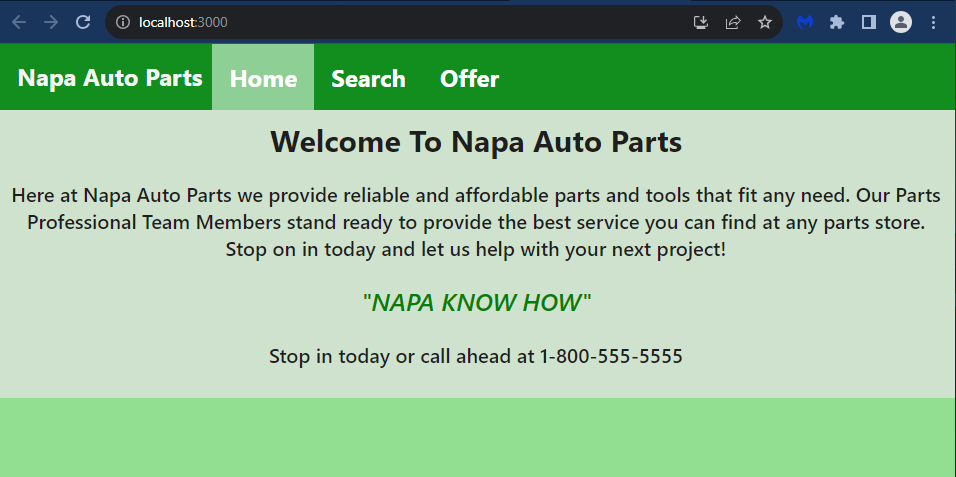 localhost:3000
Napa Auto Parts Home Search Offer
Welcome To Napa Auto Parts
Here at Napa Auto Parts we provide reliable and affordable parts and tools that fit any need. Our Parts
Professional Team Members stand ready to provide the best service you can find at any parts store.
Stop on in today and let us help with your next project!
"NAPA KNOW HOW"
Stop in today or call ahead at 1-800-555-5555